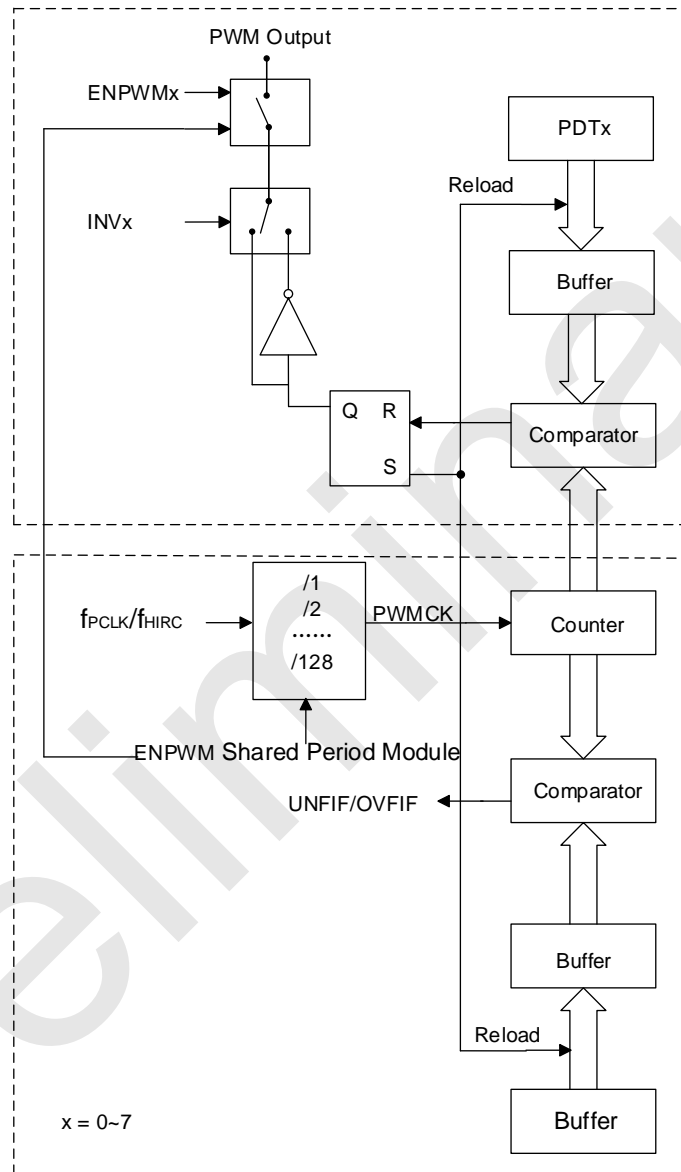 PWM Output
ENPWMx
PDTx
Reload
INVx
Buffer
Q R
Comparator
S
/1
/2
fPCLK/fHIRC
PWMCK
Counter
......
/128
ENPWM Shared Period Module
Comparator
UNFIF/OVFIF
Buffer
Reload
x = 0~7
Buffer
elimina